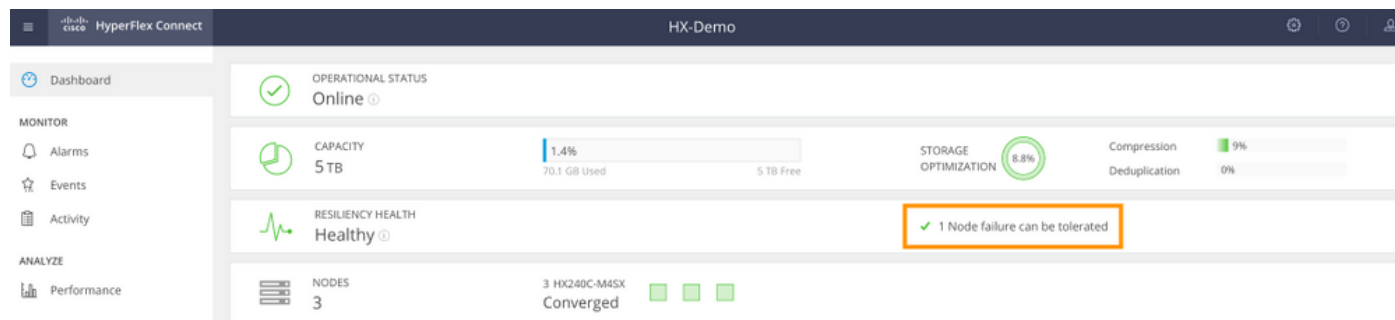 cisco HyperFlex Connect
HX-Demo
Dashboard
MONITOR
Alarms
Events
Activity
ANALYZE
Performance
OPERATIONAL STATUS
Online
CAPACITY
5 TB
1.4%
70.1 GB Used
5 TB Free
STORAGE
OPTIMIZATION
8.8%
Compression
9%
Deduplication
0%
RESILIENCY HEALTH
Healthy
✓ 1 Node failure can be tolerated
NODES
3
3 HX240C-M4SX
Converged